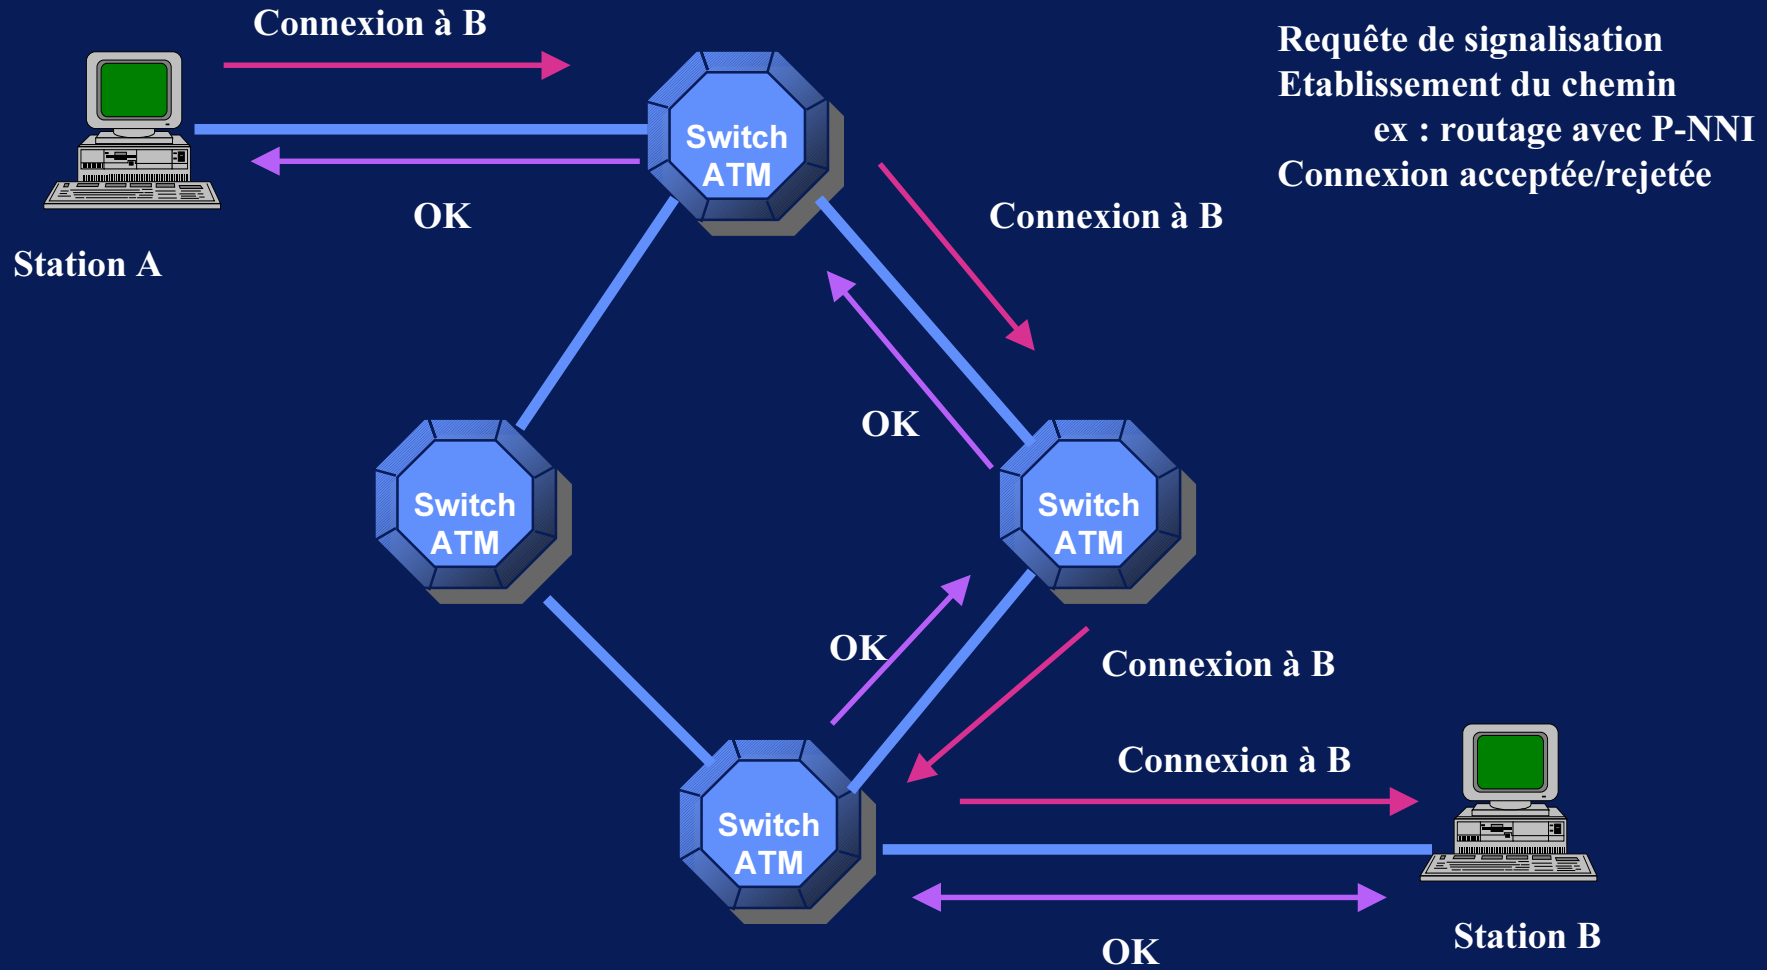 Connexion à B
Requête de signalisation
Etablissement du chemin
ex : routage avec P-NNI
Connexion acceptée/rejetée
Switch
ATM
OK
Connexion à B
Station A
OK
Switch
ATM
Switch
ATM
OK
Connexion à B
Connexion à B
Switch
ATM
Station B
OK